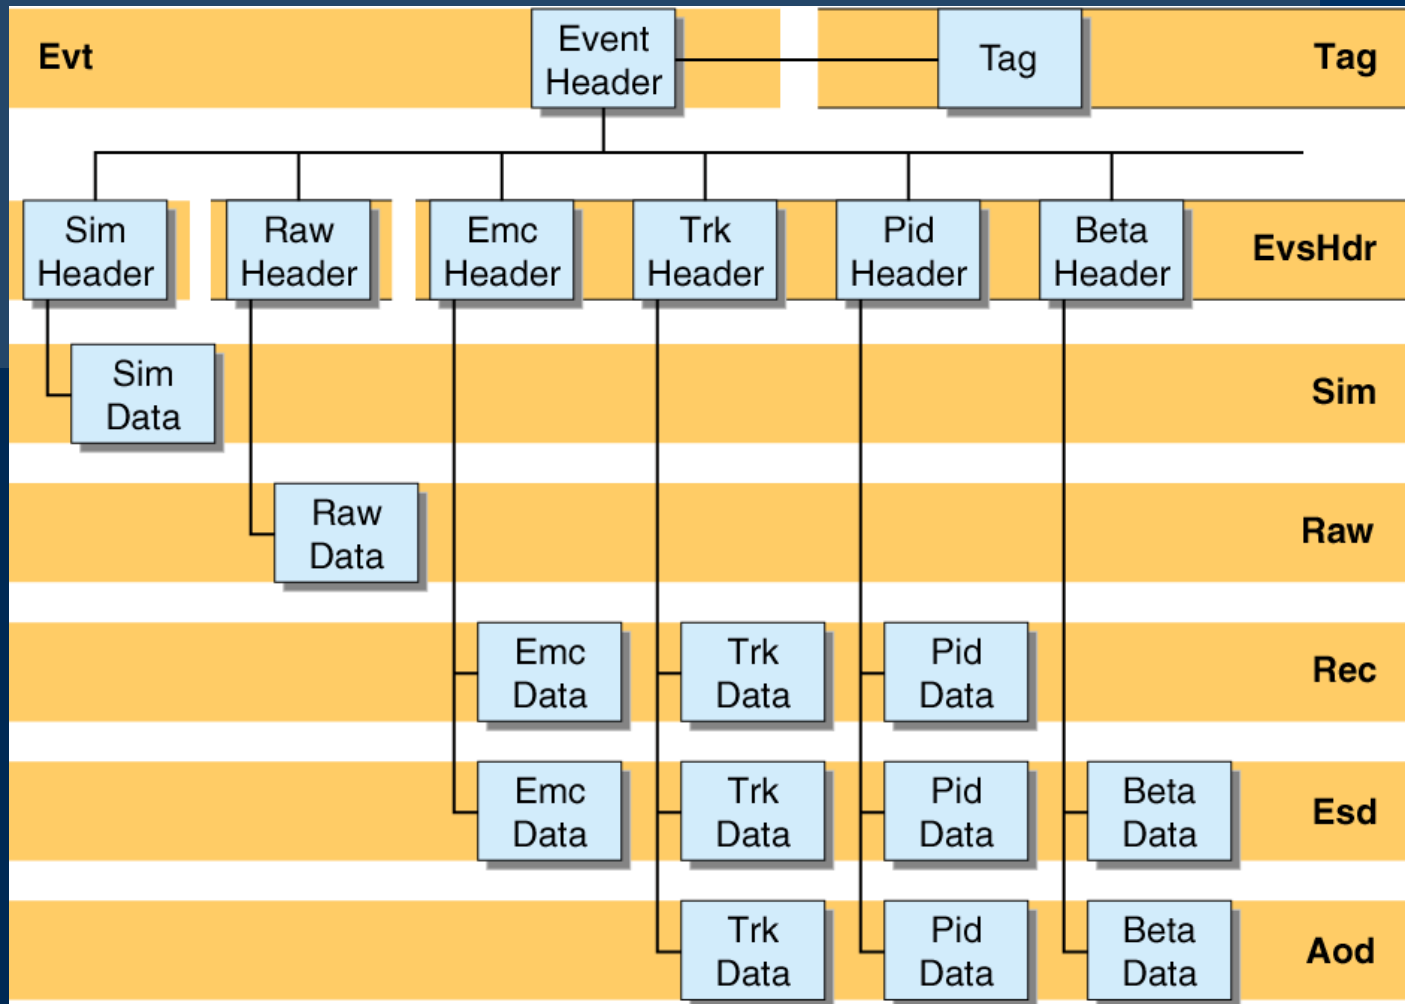 Evt
Event
Header
Tag
Tag
Sim
Header
Raw
Header
Emc
Header
Trk
Header
Pid
Header
Beta
Header
EvsHdr
Sim
Data
Sim
Raw
Data
Raw
Emc
Data
Trk
Data
Pid
Data
Rec
Emc
Data
Trk
Data
Pid
Data
Beta
Data
Esd
Trk
Data
Pid
Data
Beta
Data
Aod